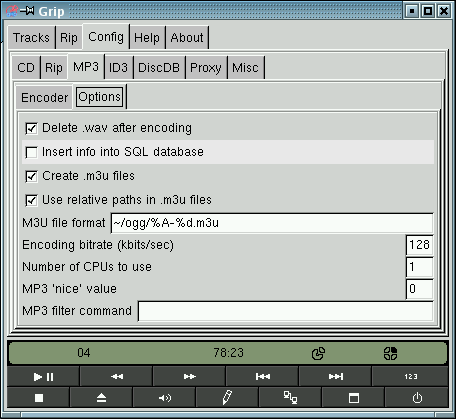 Grip
Tracks Rip Config Help About
CD Rip MP3 ID3 DiscDB Proxy Misc
Encoder Options
Delete .wav after encoding
Insert info into SQL database
Create .m3u files
Use relative paths in .m3u files
M3U file format ~/ogg/%A-%d.m3u
Encoding bitrate (kbits/sec) 128
Number of CPUs to use 1
MP3 'nice' value 0
MP3 filter command
04 78:23
123